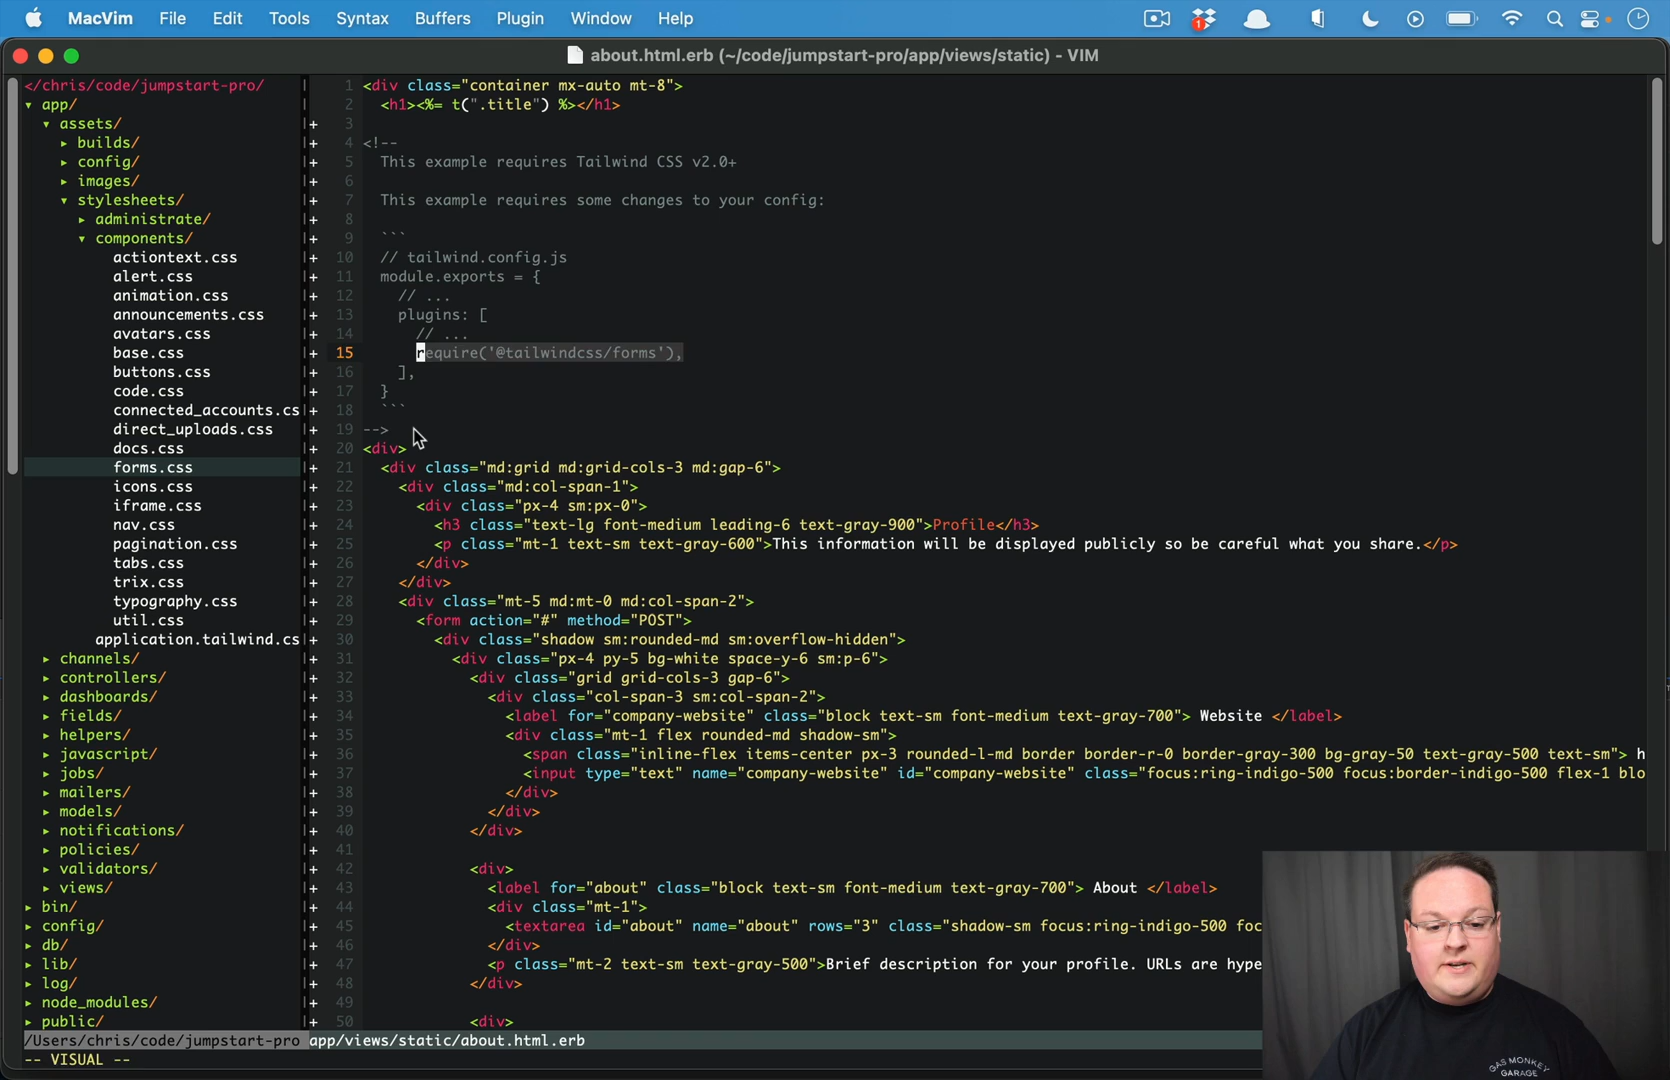 MacVim File Edit Tools Syntax Buffers Plugin Window Help
1
about.html.erb (~/code/jumpstart-pro/app/views/static) - VIM
</chris/code/jumpstart-pro/
▾ app/
▾ assets/
▸ builds/
▸ config/
▸ images/
▾ stylesheets/
▸ administrate/
▾ components/
actiontext.css
alert.css
animation.css
announcements.css
avatars.css
base.css
buttons.css
code.css
connected_accounts.cs
direct_uploads.css
docs.css
forms.css
icons.css
iframe.css
nav.css
pagination.css
tabs.css
trix.css
typography.css
util.css
application.tailwind.cs
▸ channels/
▸ controllers/
▸ dashboards/
▸ fields/
▸ helpers/
▸ javascript/
▸ jobs/
▸ mailers/
▸ models/
▸ notifications/
▸ policies/
▸ validators/
▸ views/
▸ bin/
▸ config/
▸ db/
▸ lib/
▸ log/
▸ node_modules/
▸ public/
1 <div class="container mx-auto mt-8">
2 <h1><%= t(".title") %></h1>
+ 3
+ 4 <!--
+ 5 This example requires Tailwind CSS v2.0+
+ 6
+ 7 This example requires some changes to your config:
+ 8
+ 9 ```
+ 10 // tailwind.config.js
+ 11 module.exports = {
+ 12 // ...
+ 13 plugins: [
+ 14 // ...
+ 15 require('@tailwindcss/forms'),
+ 16 ],
+ 17 }
+ 18 ```
+ 19 -->
+ 20 <div>
+ 21 <div class="md:grid md:grid-cols-3 md:gap-6">
+ 22 <div class="md:col-span-1">
+ 23 <div class="px-4 sm:px-0">
+ 24 <h3 class="text-lg font-medium leading-6 text-gray-900">Profile</h3>
+ 25 <p class="mt-1 text-sm text-gray-600">This information will be displayed publicly so be careful what you share.</p>
+ 26 </div>
+ 27 </div>
+ 28 <div class="mt-5 md:mt-0 md:col-span-2">
+ 29 <form action="#" method="POST">
+ 30 <div class="shadow sm:rounded-md sm:overflow-hidden">
+ 31 <div class="px-4 py-5 bg-white space-y-6 sm:p-6">
+ 32 <div class="grid grid-cols-3 gap-6">
+ 33 <div class="col-span-3 sm:col-span-2">
+ 34 <label for="company-website" class="block text-sm font-medium text-gray-700"> Website </label>
+ 35 <div class="mt-1 flex rounded-md shadow-sm">
+ 36 <span class="inline-flex items-center px-3 rounded-l-md border border-r-0 border-gray-300 bg-gray-50 text-gray-500 text-sm"> h
+ 37 <input type="text" name="company-website" id="company-website" class="focus:ring-indigo-500 focus:border-indigo-500 flex-1 blo
+ 38 </div>
+ 39 </div>
+ 40 </div>
+ 41
+ 42 <div>
+ 43 <label for="about" class="block text-sm font-medium text-gray-700"> About </label>
+ 44 <div class="mt-1">
+ 45 <textarea id="about" name="about" rows="3" class="shadow-sm focus:ring-indigo-500 foc
+ 46 </div>
+ 47 <p class="mt-2 text-sm text-gray-500">Brief description for your profile. URLs are hype
+ 48 </div>
+ 49
+ 50 <div>
/Users/chris/code/jumpstart-pro app/views/static/about.html.erb
-- VISUAL --
GAS MONKEY
GARAGE